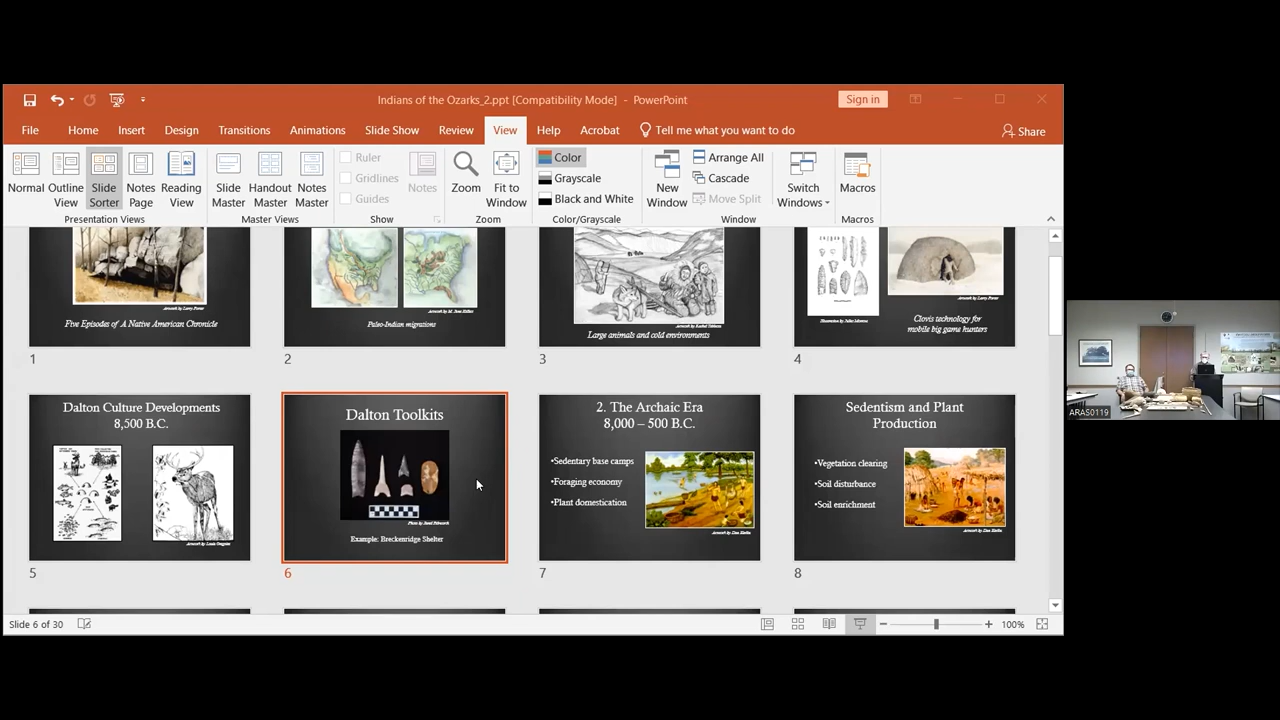 Indians of the Ozarks_2.ppt [Compatibility Mode] - PowerPoint
Sign in
File Home Insert Design Transitions Animations Slide Show Review View Help Acrobat Tell me what you want to do Share
Normal Outline View Slide Sorter Notes Page Reading View
Presentation Views
Slide Master Handout Master Notes Master
Master Views
Ruler
Gridlines
Guides
Notes
Show
Zoom Fit to Window
Zoom
Color
Grayscale
Black and White
Color/Grayscale
New Window
Arrange All
Cascade
Move Split
Switch Windows
Window
Macros
Macros
Five Episodes of A Native American Chronicle
1
Paleo-Indian migrations
2
Large animals and cold environments
3
Clovis technology for
mobile big game hunters
4
Dalton Culture Developments
8,500 B.C.
5
Dalton Toolkits
Example: Breckenridge Shelter
6
2. The Archaic Era
8,000 – 500 B.C.
•Sedentary base camps
•Foraging economy
•Plant domestication
7
Sedentism and Plant
Production
•Vegetation clearing
•Soil disturbance
•Soil enrichment
8
ARAS0119
Slide 6 of 30
100%